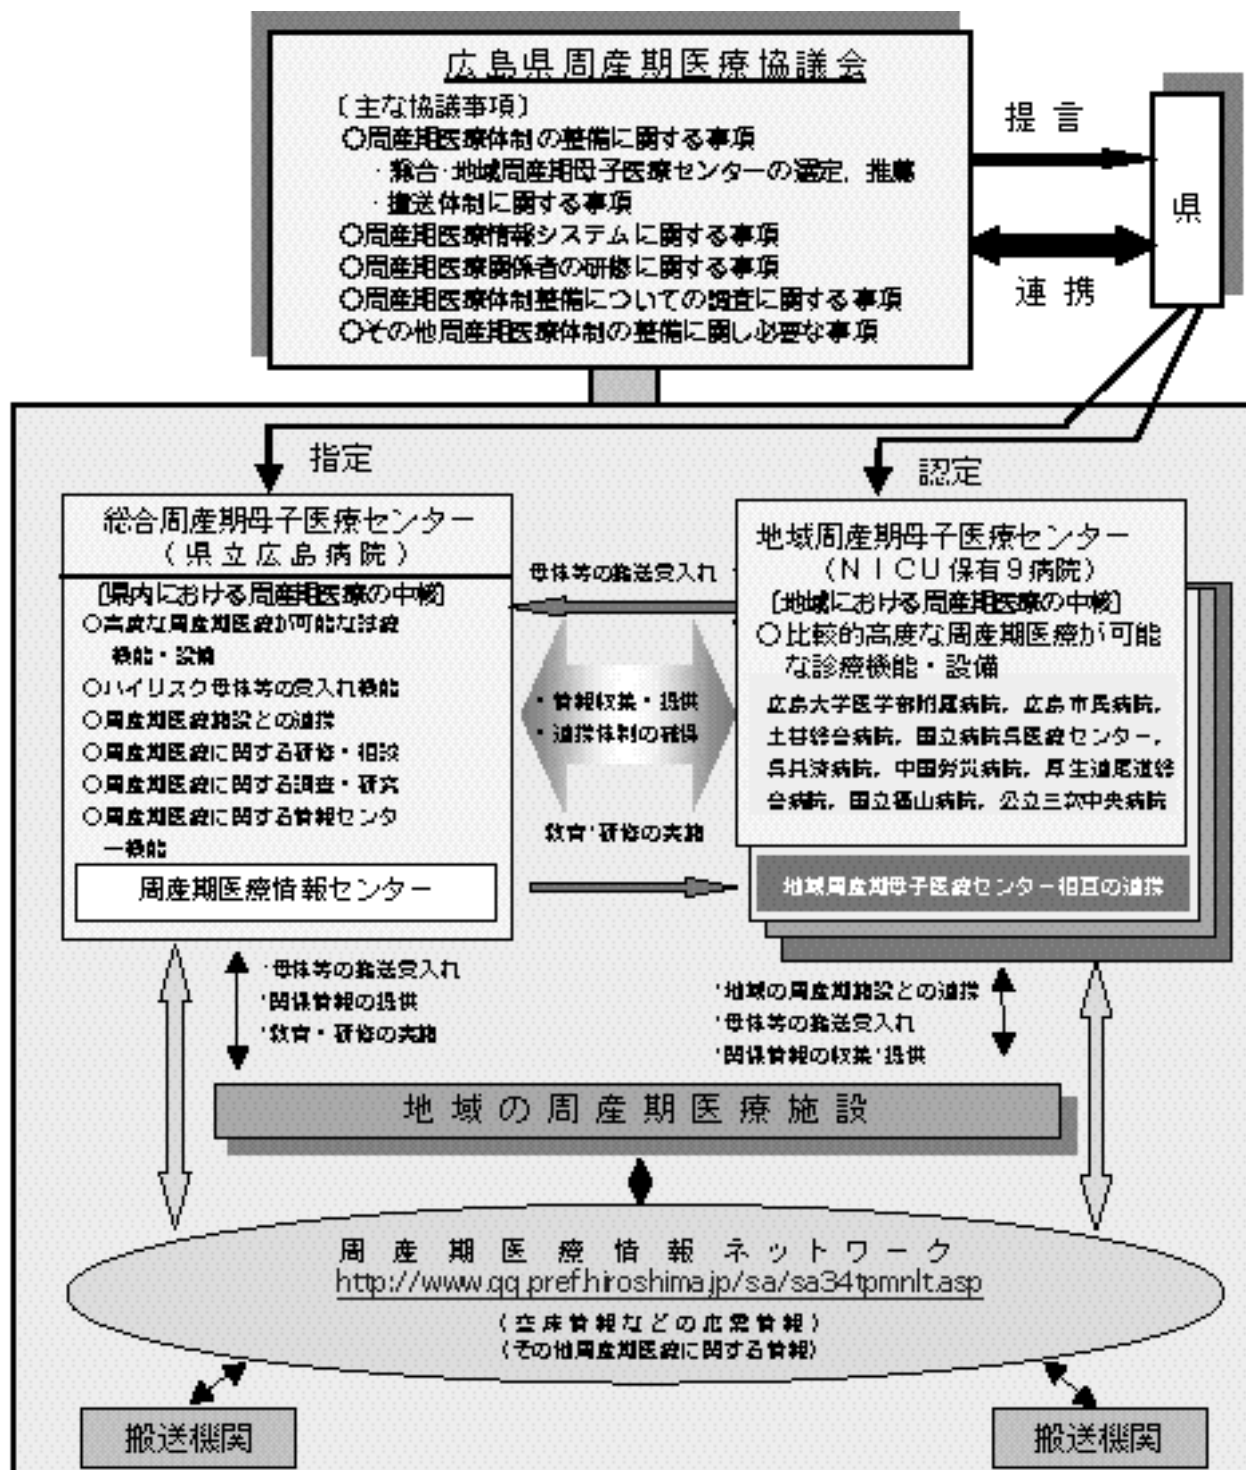 広島県周産期医療協議会
〔主な協議事項〕
○周産期医療体制の整備に関する事項
・総合・地域周産期母子医療センターの選定，推薦
・搬送体制に関する事項
○周産期医療情報システムに関する事項
○周産期医療関係者の研修に関する事項
○周産期医療体制整備についての調査に関する事項
○その他周産期医療体制の整備に関し必要な事項
提言
県
連携
指定
認定
総合周産期母子医療センター
（県立広島病院）
[県内における周産期医療の中核]
○高度な周産期医療が可能な診療
機能・設備
○ハイリスク母体等の受入れ機能
○周産期医療施設との連携
○周産期医療に関する研修・相談
○周産期医療に関する調査・研究
○周産期医療に関する情報センタ
ー機能
周産期医療情報センター
母体等の搬送受入れ
・情報収集・提供
・連携体制の確保
教育・研修の実施
地域周産期母子医療センター
（ＮＩＣＵ保有９病院）
[地域における周産期医療の中核]
○比較的高度な周産期医療が可能
な診療機能・設備
広島大学医学部附属病院，広島市民病院，
土谷総合病院，国立病院呉医療センター，
呉共済病院，中国労災病院，厚生連尾道総
合病院，国立福山病院，公立三次中央病院
地域周産期母子医療センター相互の連携
・母体等の搬送受入れ
・関係情報の提供
・教育・研修の実施
・地域の周産期施設との連携
・母体等の搬送受入れ
・関係情報の収集・提供
地域の周産期医療施設
周産期医療情報ネットワーク
http://www.qq.pref.hiroshima.jp/sa/sa34tpmnlt.asp
（空床情報などの応需情報）
（その他周産期医療に関する情報）
搬送機関
搬送機関